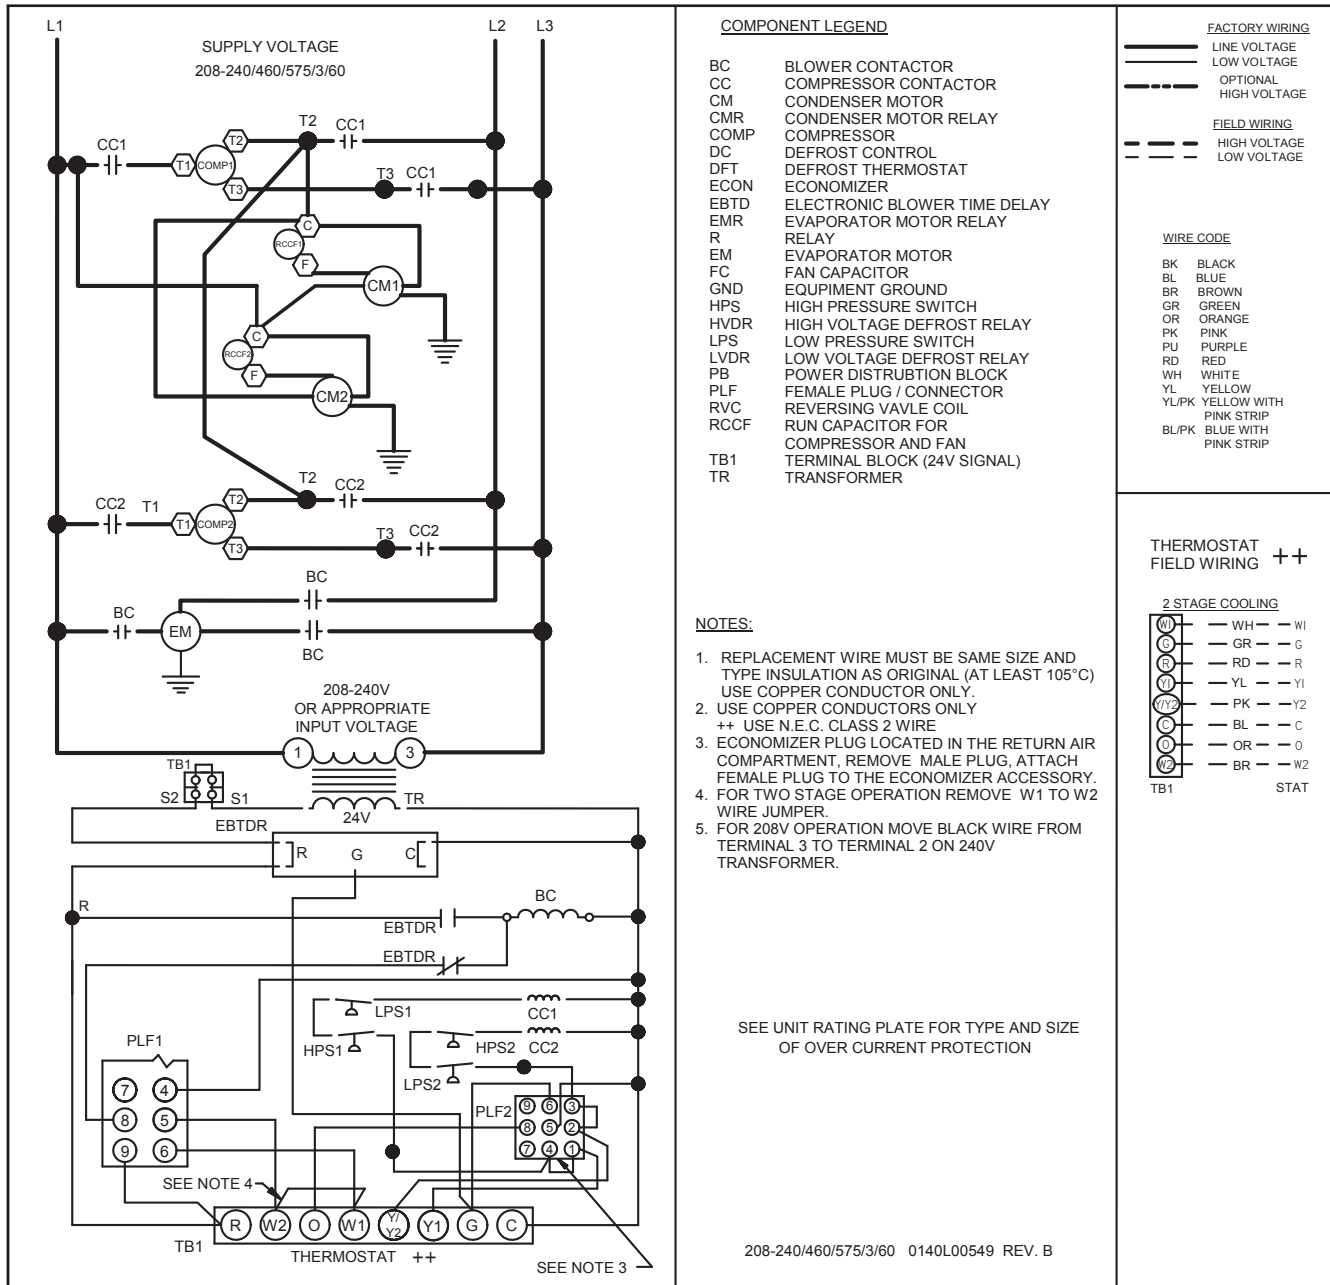 L1
L2
L3
SUPPLY VOLTAGE
208-240/460/575/3/60
T2
CC1
CC1
T2
T1
COMP1
T3
T3
CC1
C
RCCF1
F
CM1
C
RCCF2
F
CM2
T2
CC2
CC2
T1
T2
T1
COMP2
T3
T3
CC2
BC
BC
EM
BC
208-240V
OR APPROPRIATE
INPUT VOLTAGE
1
3
TB1
S2
S1
TR
24V
EBTDR
R
G
C
R
BC
EBTDR
EBTDR
LPS1
CC1
HPS1
HPS2
CC2
LPS2
PLF1
7
4
8
5
9
6
PLF2
9
6
3
8
5
2
7
4
1
SEE NOTE 4
R
W2
O
W1
Y/
Y2
Y1
G
C
TB1
THERMOSTAT ++
SEE NOTE 3
COMPONENT LEGEND
BC BLOWER CONTACTOR
CC COMPRESSOR CONTACTOR
CM CONDENSER MOTOR
CMR CONDENSER MOTOR RELAY
COMP COMPRESSOR
DC DEFROST CONTROL
DFT DEFROST THERMOSTAT
ECON ECONOMIZER
EBTD ELECTRONIC BLOWER TIME DELAY
EMR EVAPORATOR MOTOR RELAY
R RELAY
EM EVAPORATOR MOTOR
FC FAN CAPACITOR
GND EQUPIMENT GROUND
HPS HIGH PRESSURE SWITCH
HVDR HIGH VOLTAGE DEFROST RELAY
LPS LOW PRESSURE SWITCH
LVDR LOW VOLTAGE DEFROST RELAY
PB POWER DISTRUBTION BLOCK
PLF FEMALE PLUG / CONNECTOR
RVC REVERSING VAVLE COIL
RCCF RUN CAPACITOR FOR
COMPRESSOR AND FAN
TB1 TERMINAL BLOCK (24V SIGNAL)
TR TRANSFORMER
NOTES:
1. REPLACEMENT WIRE MUST BE SAME SIZE AND
TYPE INSULATION AS ORIGINAL (AT LEAST 105°C)
USE COPPER CONDUCTOR ONLY.
2. USE COPPER CONDUCTORS ONLY
++ USE N.E.C. CLASS 2 WIRE
3. ECONOMIZER PLUG LOCATED IN THE RETURN AIR
COMPARTMENT, REMOVE MALE PLUG, ATTACH
FEMALE PLUG TO THE ECONOMIZER ACCESSORY.
4. FOR TWO STAGE OPERATION REMOVE W1 TO W2
WIRE JUMPER.
5. FOR 208V OPERATION MOVE BLACK WIRE FROM
TERMINAL 3 TO TERMINAL 2 ON 240V
TRANSFORMER.
SEE UNIT RATING PLATE FOR TYPE AND SIZE
OF OVER CURRENT PROTECTION
208-240/460/575/3/60 0140L00549 REV. B
FACTORY WIRING
LINE VOLTAGE
LOW VOLTAGE
OPTIONAL
HIGH VOLTAGE
FIELD WIRING
HIGH VOLTAGE
LOW VOLTAGE
WIRE CODE
BK BLACK
BL BLUE
BR BROWN
GR GREEN
OR ORANGE
PK PINK
PU PURPLE
RD RED
WH WHITE
YL YELLOW
YL/PK YELLOW WITH
PINK STRIP
BL/PK BLUE WITH
PINK STRIP
THERMOSTAT
FIELD WIRING ++
2 STAGE COOLING
W1 WH W1
G GR G
R RD R
Y1 YL Y1
Y/Y2 PK Y2
C BL C
O OR O
W2 BR W2
TB1 STAT